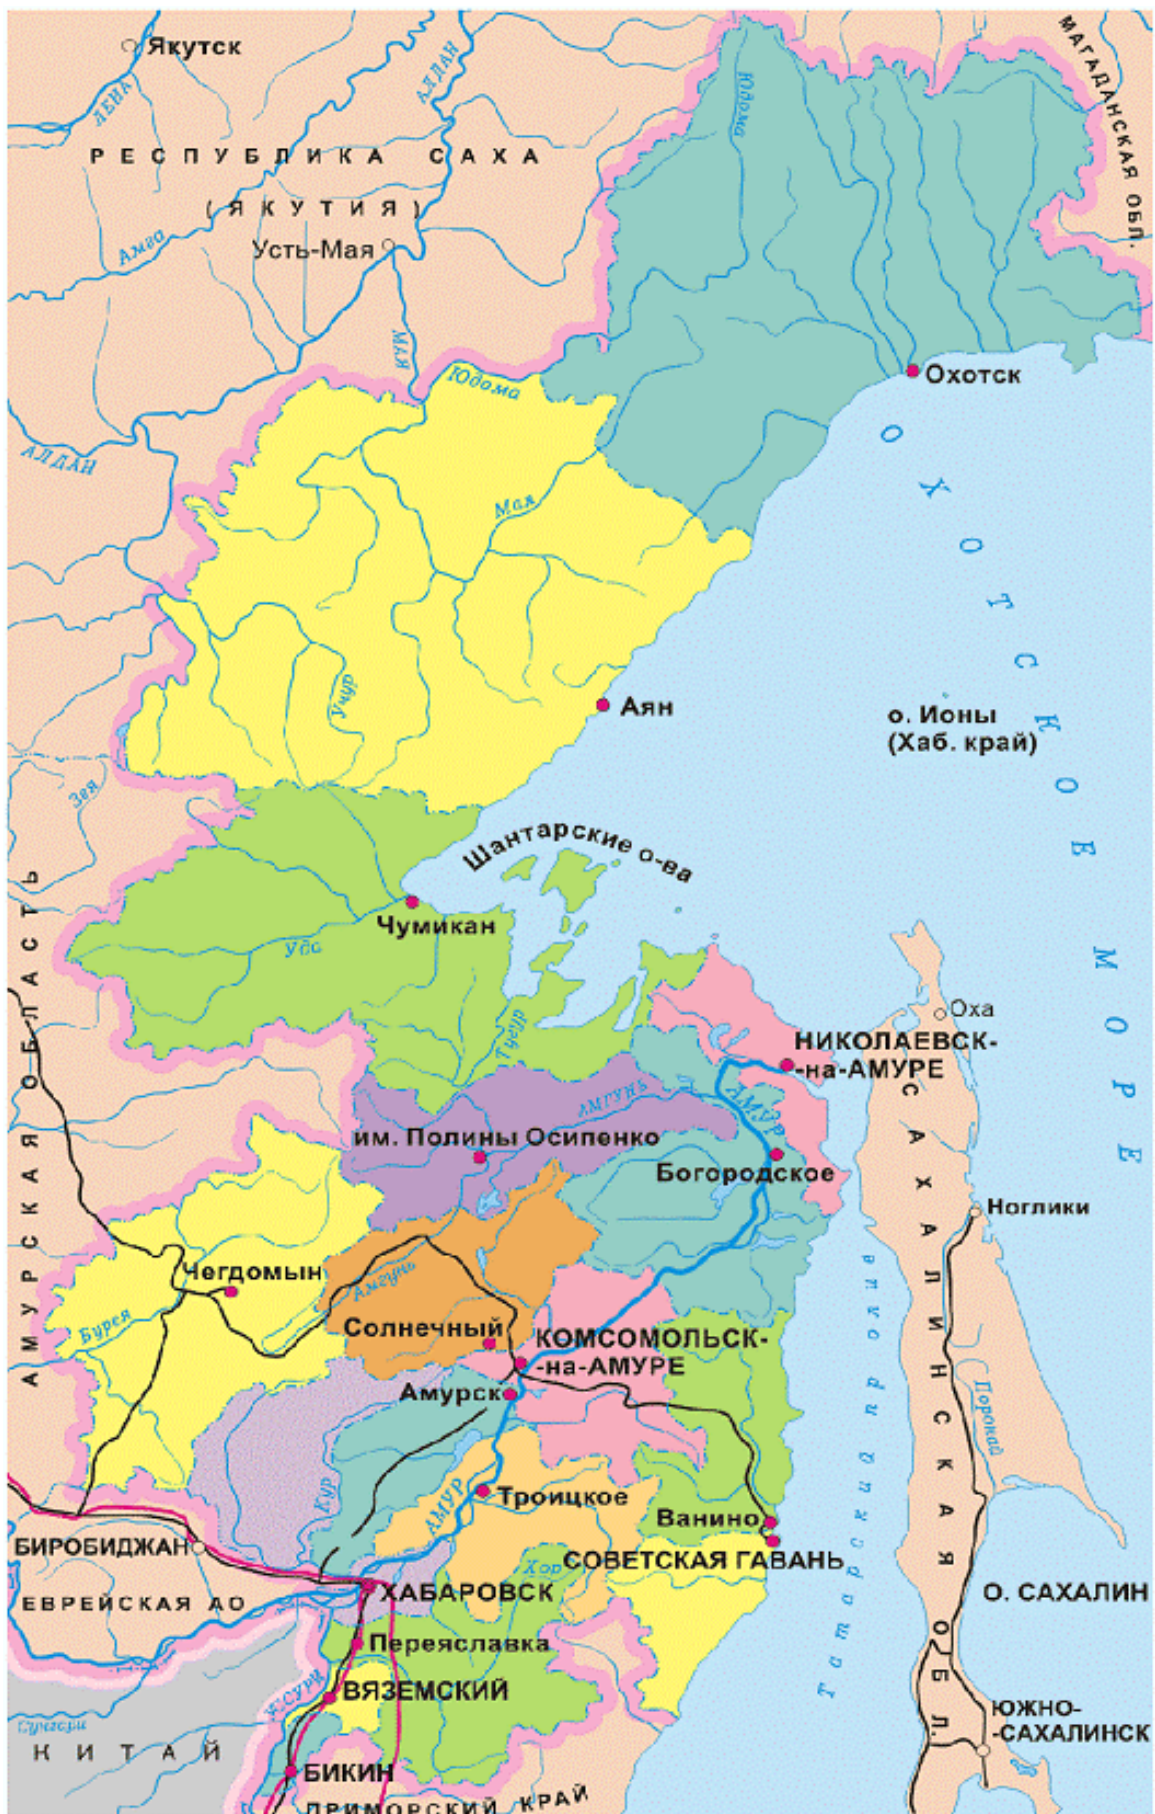 Якутск
ЛЕНА
АЛДАН
Юдома
МАГАДАНСКАЯ ОБЛ.
РЕСПУБЛИКА САХА
(ЯКУТИЯ)
Амга
Усть-Мая
Мая
Юдома
Охотск
АЛДАН
Мая
ОХОТСКОЕ МОРЕ
Учур
Аян
о. Ионы
(Хаб. край)
Зея
Шантарские о-ва
АМУРСКАЯ ОБЛАСТЬ
Чумикан
Уда
Тугур
Оха
НИКОЛАЕВСК-
-на-АМУРЕ
АМГУНЬ
АМУР
им. Полины Осипенко
Богородское
САХАЛИНСКАЯ ОБЛ.
Ноглики
Чегдомын
Амгунь
Бурея
Солнечный
КОМСОМОЛЬСК-
-на-АМУРЕ
Амурск
Татарский пролив
Поронай
Кур
АМУР
Троицкое
Ванино
БИРОБИДЖАН
СОВЕТСКАЯ ГАВАНЬ
Хор
ЕВРЕЙСКАЯ АО
ХАБАРОВСК
О. САХАЛИН
Переяславка
УССУРИ
ВЯЗЕМСКИЙ
Сунгари
КИТАЙ
БИКИН
ЮЖНО-
-САХАЛИНСК
ПРИМОРСКИЙ КРАЙ